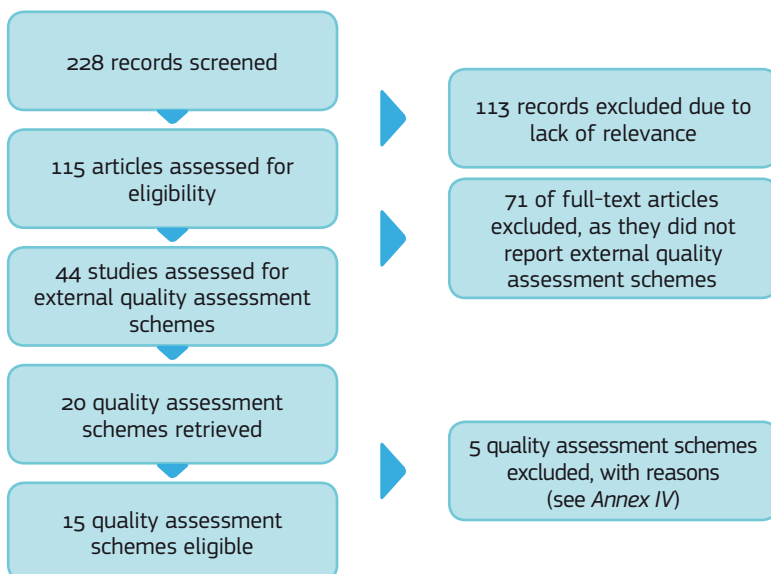 228 records screened
113 records excluded due to
lack of relevance
115 articles assessed for
eligibility
71 of full-text articles
excluded, as they did not
report external quality
assessment schemes
44 studies assessed for
external quality assessment
schemes
20 quality assessment
schemes retrieved
5 quality assessment schemes
excluded, with reasons
(see Annex IV)
15 quality assessment
schemes eligible